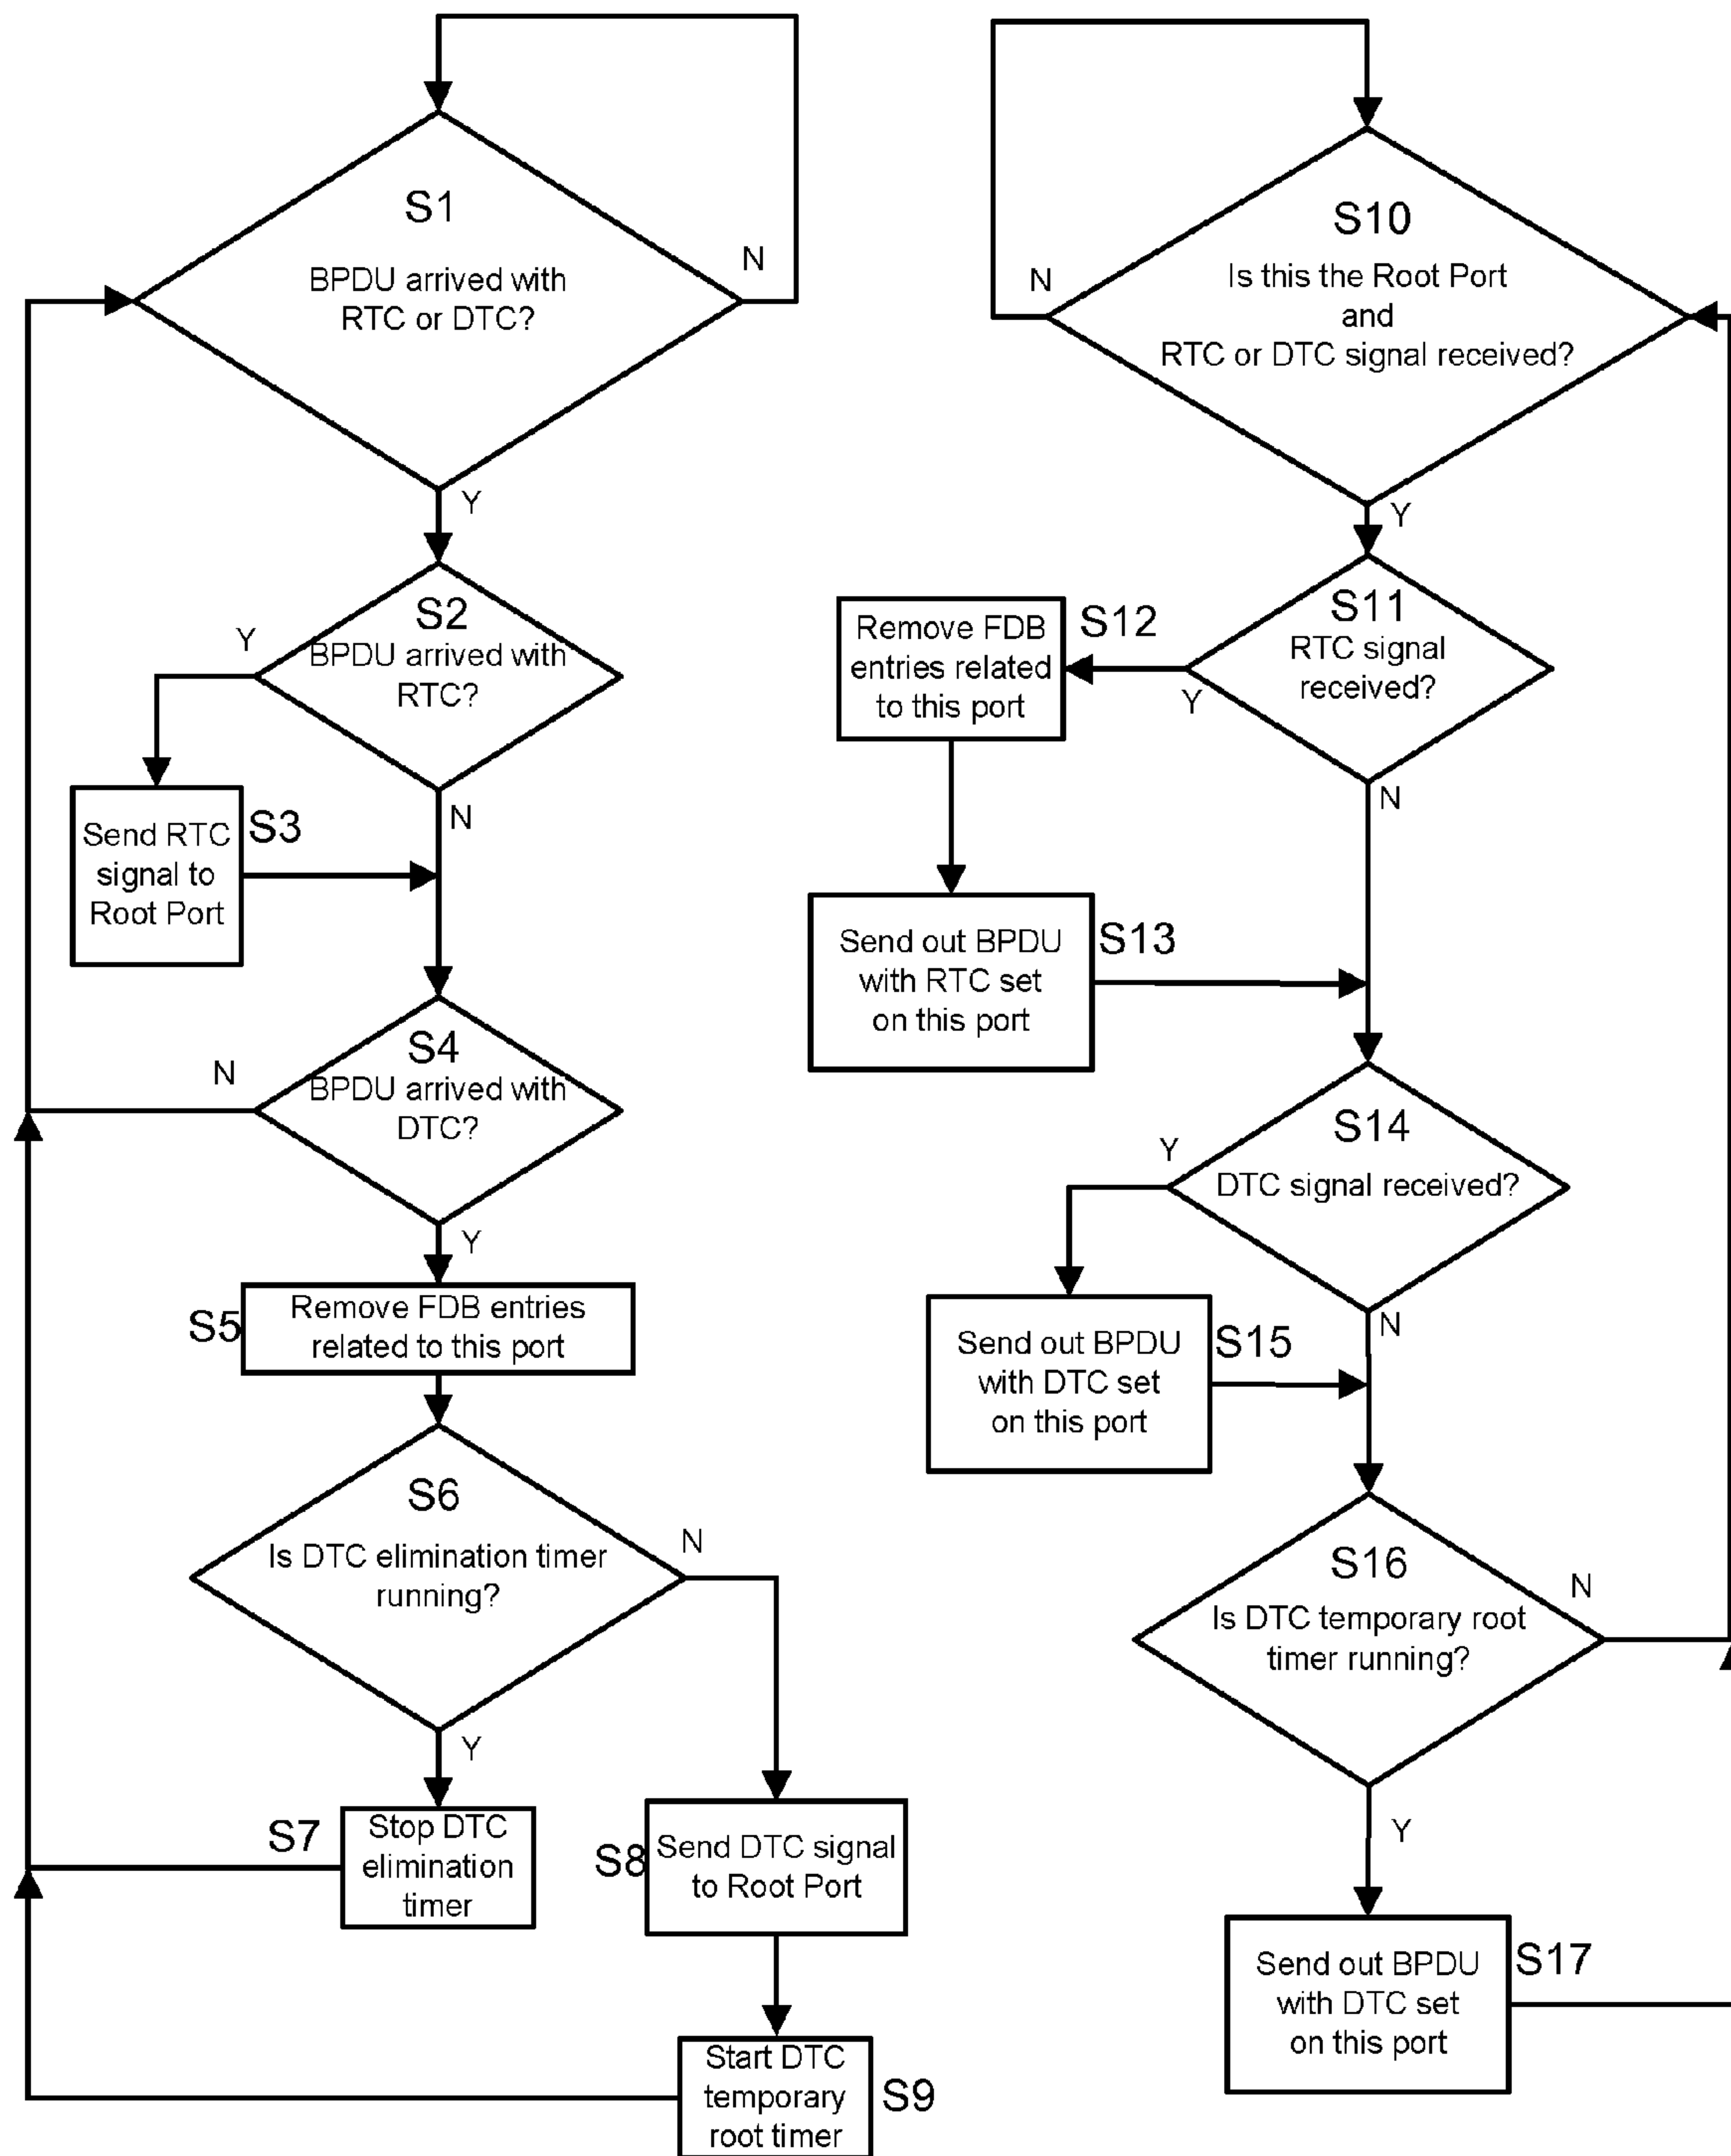 S1
BPDU arrived with
RTC or DTC?
N
Y
S2
BPDU arrived with
RTC?
Y
N
Send RTC
signal to
Root Port
S3
S4
BPDU arrived with
DTC?
N
Y
S5
Remove FDB entries
related to this port
S6
Is DTC elimination timer
running?
N
Y
S7
Stop DTC
elimination
timer
S8
Send DTC signal
to Root Port
Start DTC
temporary
root timer
S9
S10
Is this the Root Port
and
RTC or DTC signal received?
N
Y
S11
RTC signal
received?
Y
N
Remove FDB
entries related
to this port
S12
Send out BPDU
with RTC set
on this port
S13
S14
DTC signal received?
Y
N
Send out BPDU
with DTC set
on this port
S15
S16
Is DTC temporary root
timer running?
N
Y
Send out BPDU
with DTC set
on this port
S17